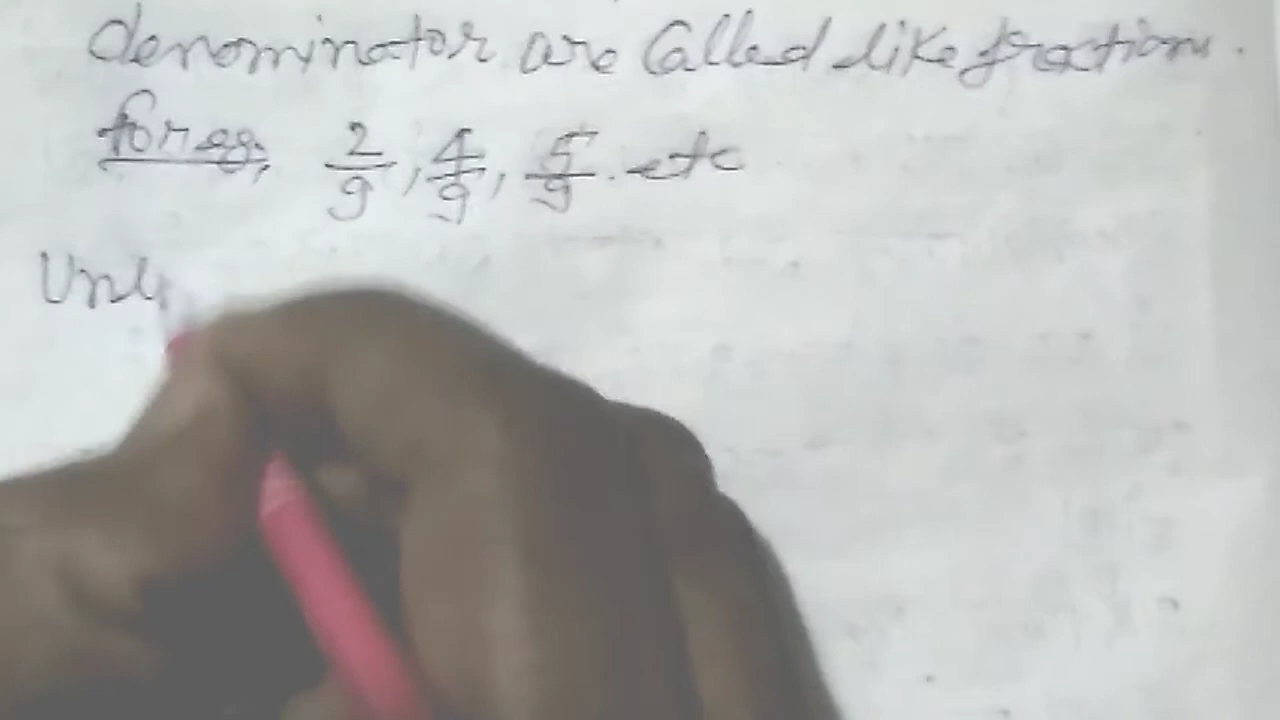 denominator are Called like fractions.
for eg, 2/9, 4/9, 5/9. etc
Unl